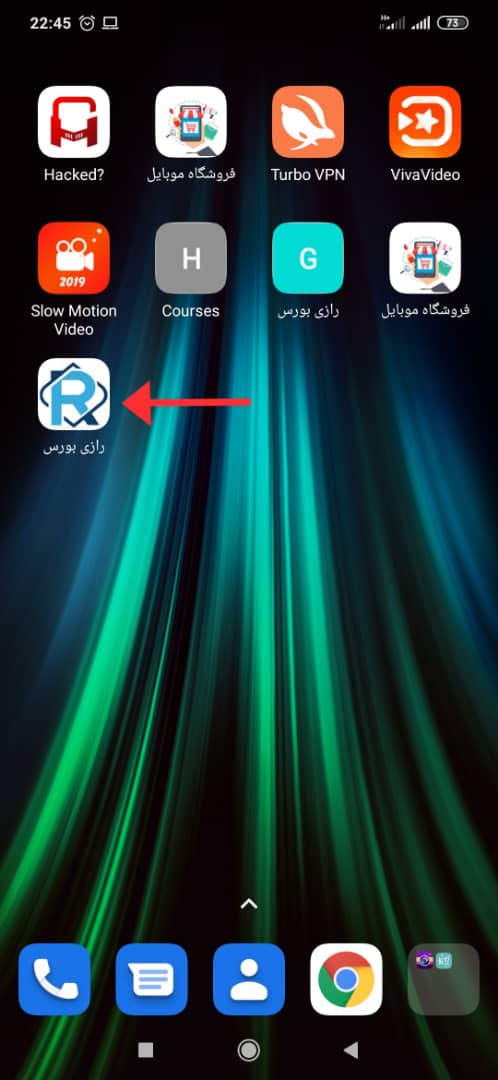 22:45
73
Hacked?
فروشگاه موبایل
Turbo VPN
VivaVideo
2019
Slow Motion
Video
H
Courses
G
رازی بورس
فروشگاه موبایل
R
رازی بورس